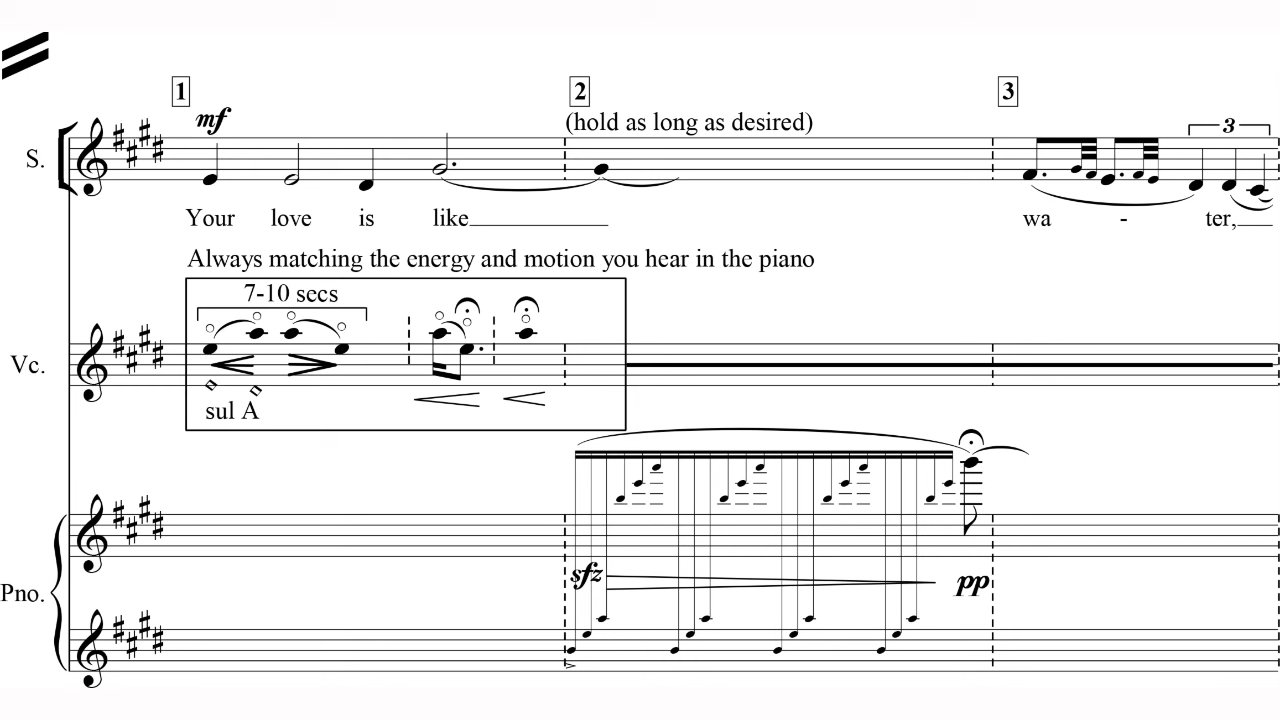 1 2 3
mf (hold as long as desired) 3
S.
Your love is like wa - ter,
Always matching the energy and motion you hear in the piano
7-10 secs
Vc.
sul A
sfz pp
Pno.